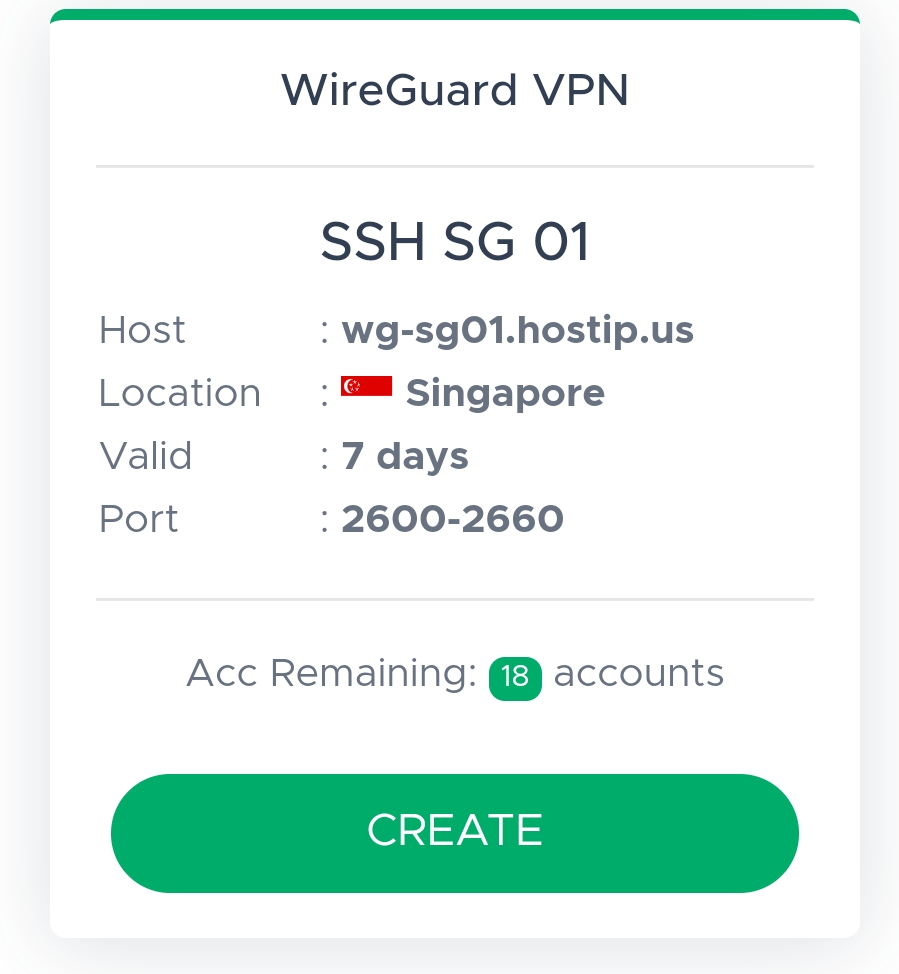 WireGuard VPN
SSH SG 01
Host : wg-sg01.hostip.us
Location : Singapore
Valid : 7 days
Port : 2600-2660
Acc Remaining: 18 accounts
CREATE